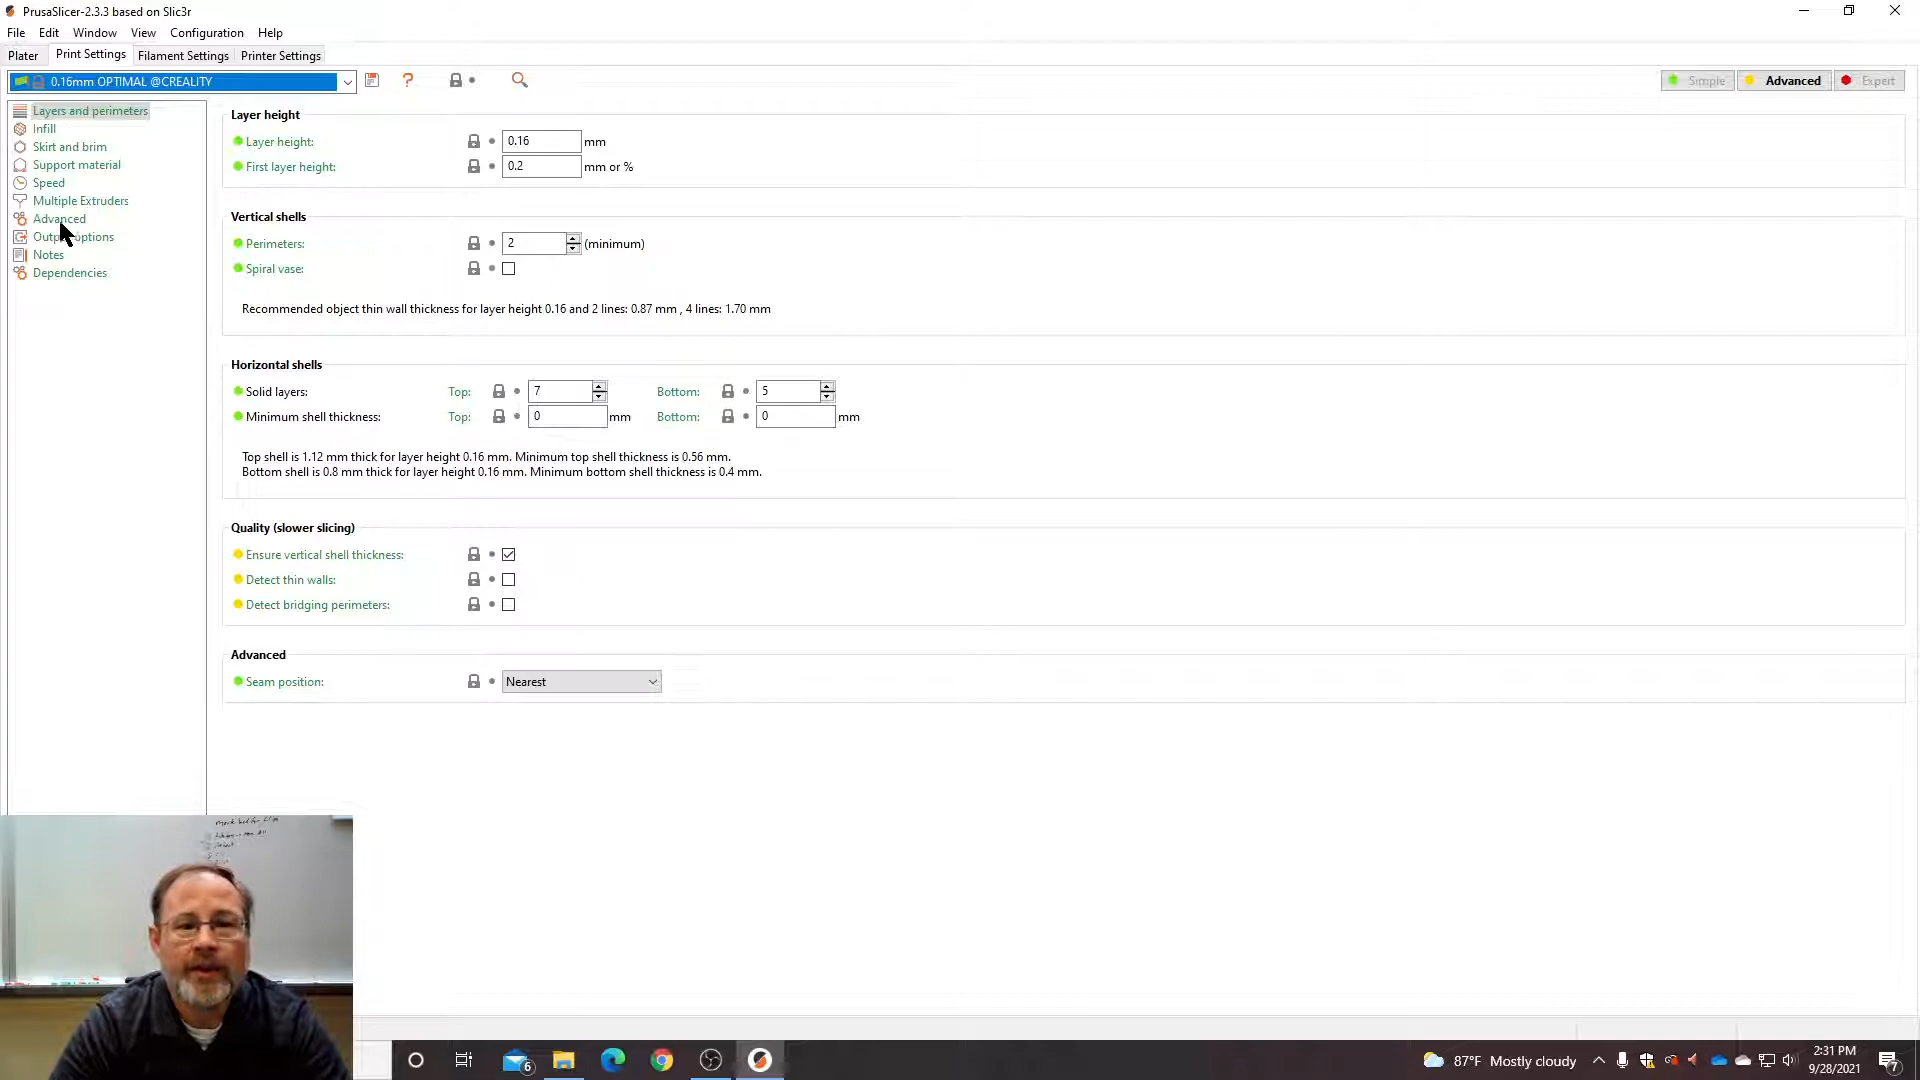 PrusaSlicer-2.3.3 based on Slic3r
File Edit Window View Configuration Help
Plater Print Settings Filament Settings Printer Settings
0.16mm OPTIMAL @CREALITY
Simple Advanced Expert
Layers and perimeters
Infill
Skirt and brim
Support material
Speed
Multiple Extruders
Advanced
Output options
Notes
Dependencies
Layer height
Layer height: 0.16 mm
First layer height: 0.2 mm or %
Vertical shells
Perimeters: 2 (minimum)
Spiral vase:
Recommended object thin wall thickness for layer height 0.16 and 2 lines: 0.87 mm , 4 lines: 1.70 mm
Horizontal shells
Solid layers: Top: 7 Bottom: 5
Minimum shell thickness: Top: 0 mm Bottom: 0 mm
Top shell is 1.12 mm thick for layer height 0.16 mm. Minimum top shell thickness is 0.56 mm.
Bottom shell is 0.8 mm thick for layer height 0.16 mm. Minimum bottom shell thickness is 0.4 mm.
Quality (slower slicing)
Ensure vertical shell thickness:
Detect thin walls:
Detect bridging perimeters:
Advanced
Seam position: Nearest
6
87°F Mostly cloudy
2:31 PM
9/28/2021
7